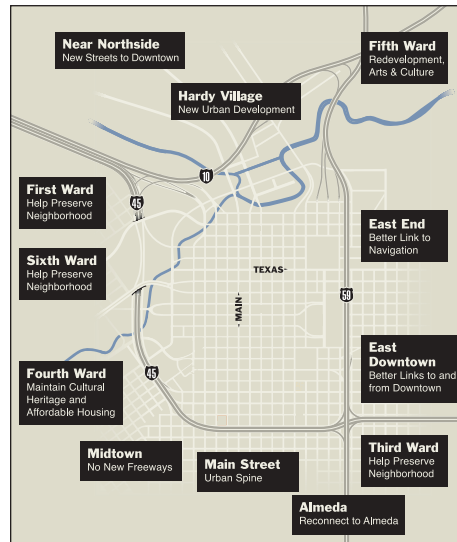 Near Northside
New Streets to Downtown
Fifth Ward
Redevelopment,
Arts & Culture
Hardy Village
New Urban Development
10
First Ward
Help Preserve
Neighborhood
45
East End
Better Link to
Navigation
Sixth Ward
Help Preserve
Neighborhood
TEXAS
59
MAIN
East
Downtown
Better Links to and
from Downtown
Fourth Ward
Maintain Cultural
Heritage and
Affordable Housing
45
Midtown
No New Freeways
Main Street
Urban Spine
Third Ward
Help Preserve
Neighborhood
Almeda
Reconnect to Almeda